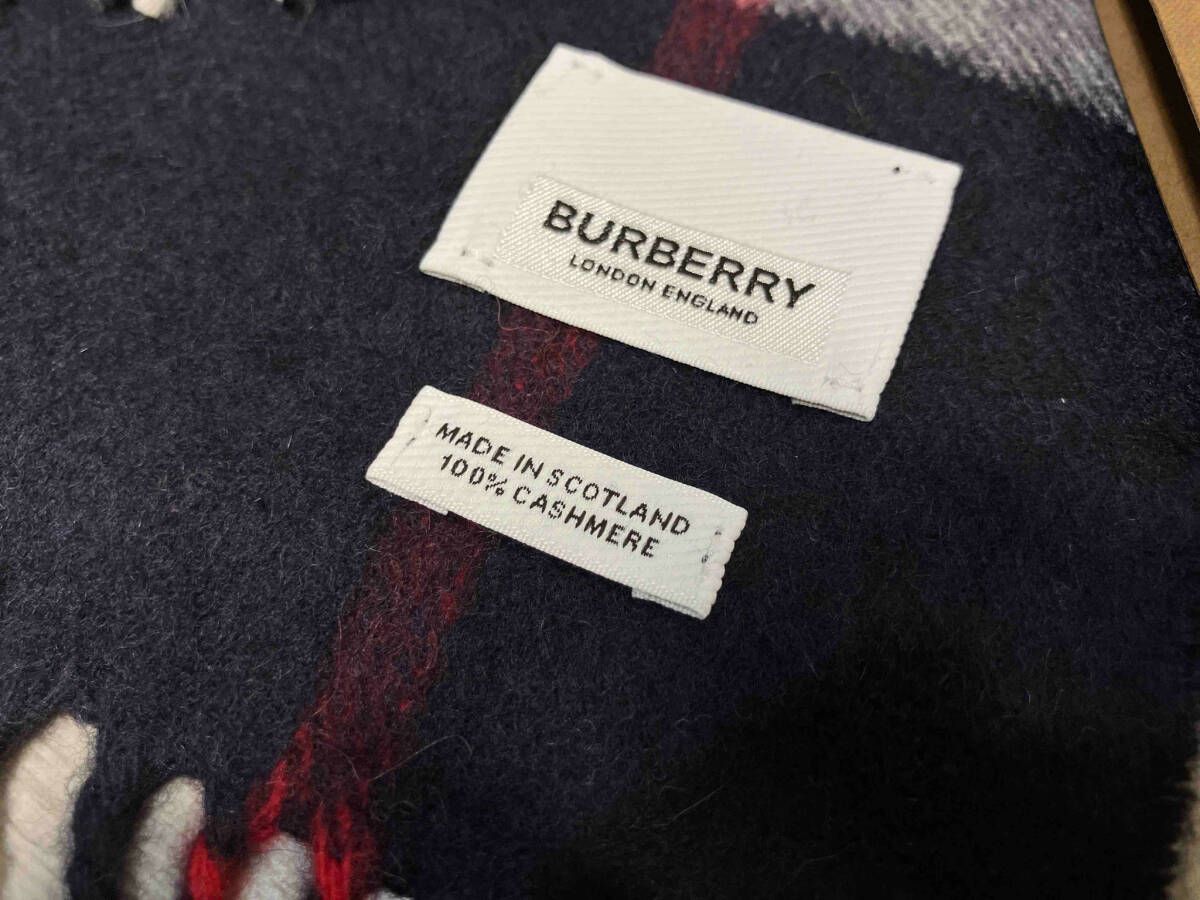 BURBERRY
LONDON ENGLAND
MADE IN SCOTLAND
100% CASHMERE